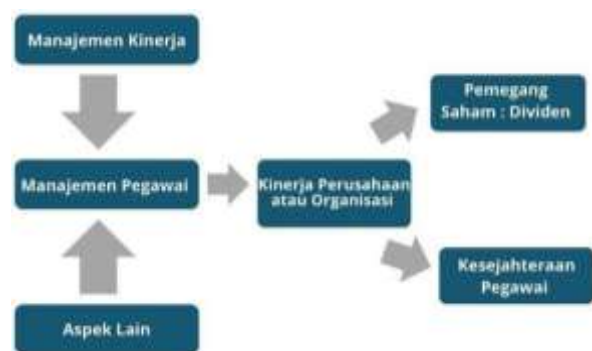 Manajemen Kinerja
Pemegang
Saham : Dividen
Manajemen Pegawai
Kinerja Perusahaan
atau Organisasi
Kesejahteraan
Pegawai
Aspek Lain